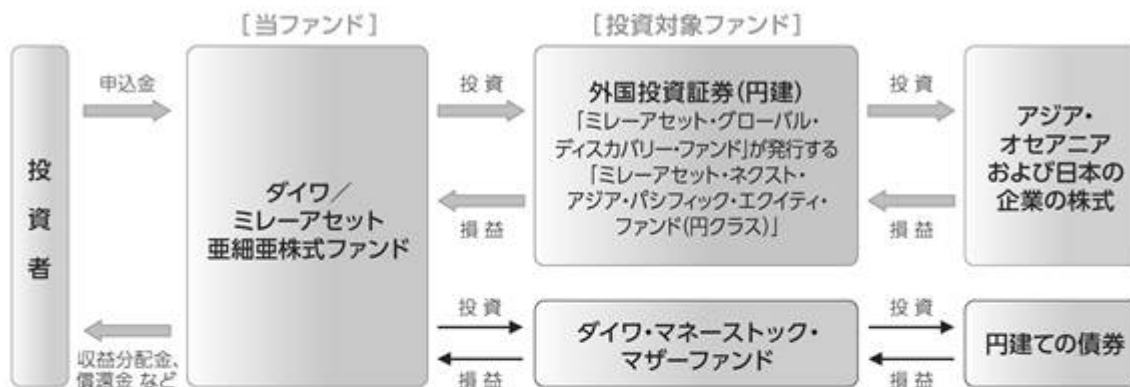 [当ファンド]
[投資対象ファンド]
投資者
申込金
収益分配金、
償還金 など
ダイワ／
ミレーアセット
亜細亜株式ファンド
投 資
損 益
外国投資証券(円建)
「ミレーアセット・グローバル・
ディスカバリー・ファンド」が発行する
「ミレーアセット・ネクスト・
アジア・パシフィック・エクイティ・
ファンド(円クラス)」
投 資
損 益
アジア・
オセアニア
および日本の
企業の株式
投 資
損 益
ダイワ・マネーストック・
マザーファンド
投 資
損 益
円建ての債券